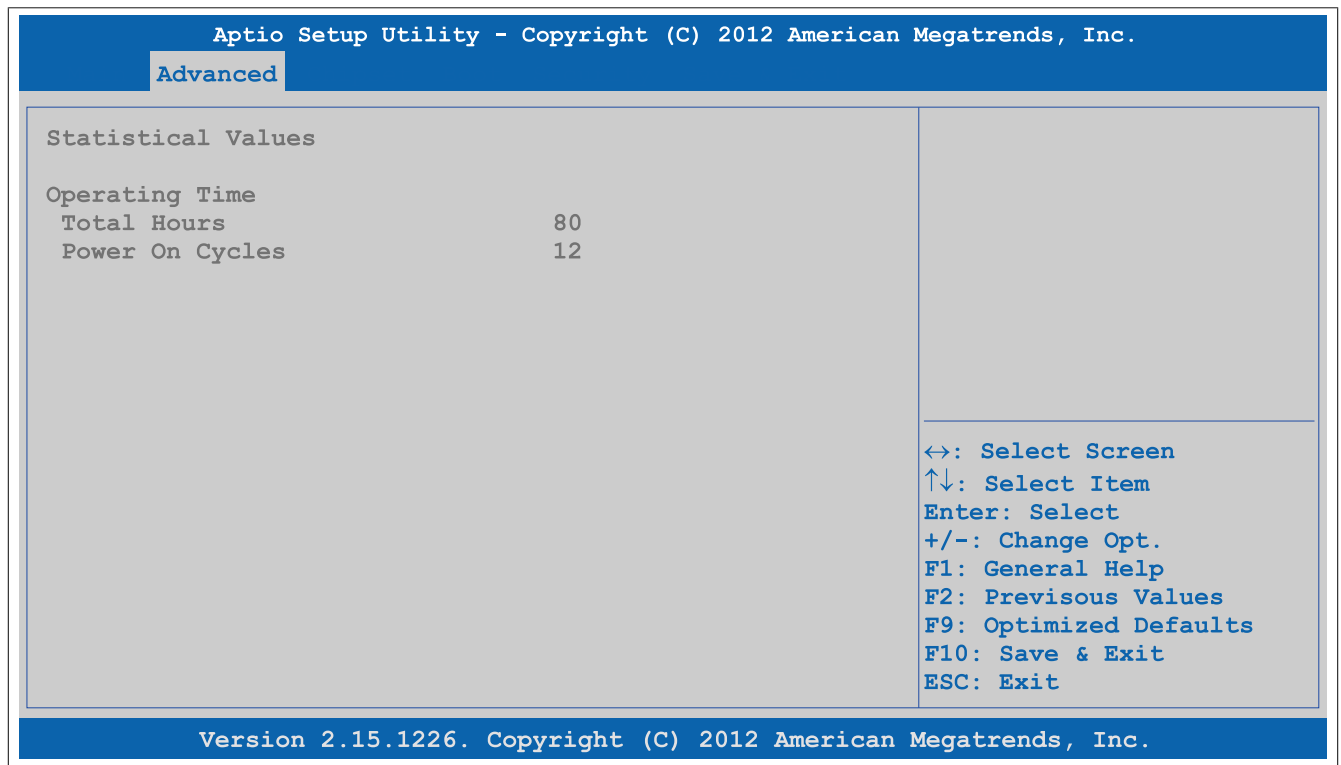 Aptio Setup Utility - Copyright (C) 2012 American Megatrends, Inc.
Advanced
Statistical Values
Operating Time
Total Hours 80
Power On Cycles 12
↔: Select Screen
↑↓: Select Item
Enter: Select
+/-: Change Opt.
F1: General Help
F2: Previsous Values
F9: Optimized Defaults
F10: Save & Exit
ESC: Exit
Version 2.15.1226. Copyright (C) 2012 American Megatrends, Inc.